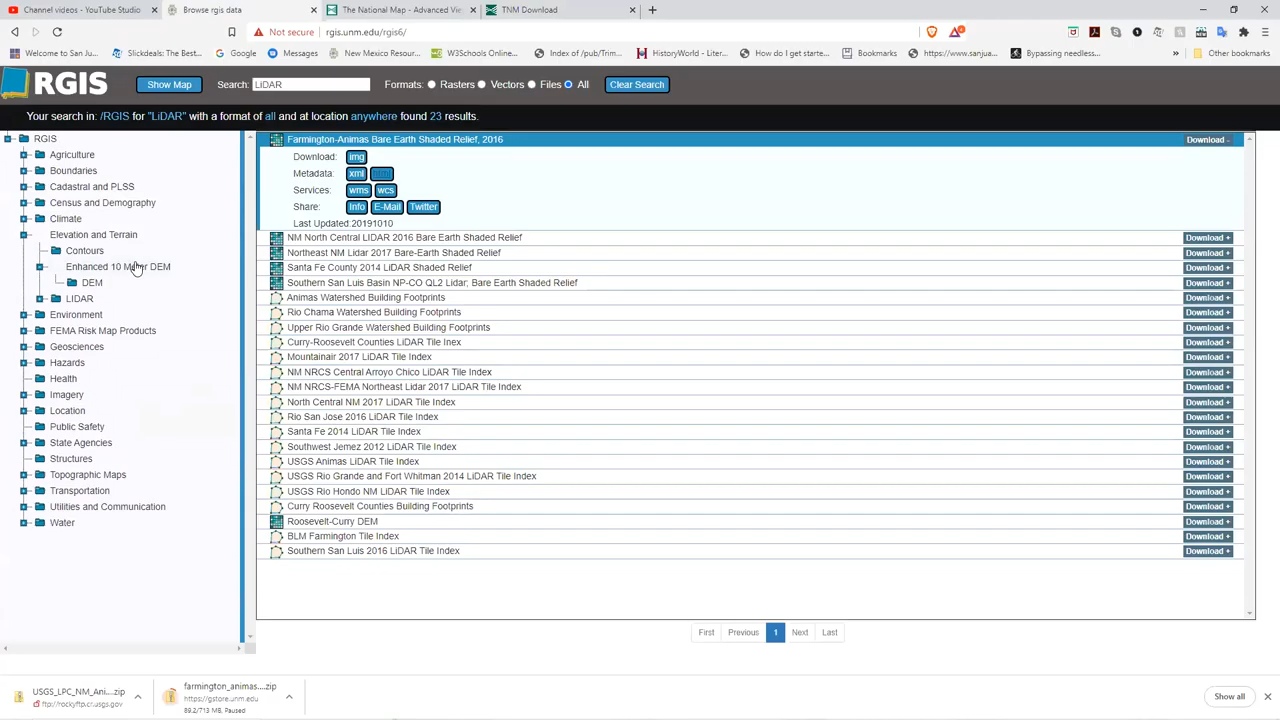 Channel videos - YouTube Studio
Browse rgis data
The National Map - Advanced View
TNM Download
Not secure
rgis.unm.edu/rgis6/
Welcome to San Ju...
Slickdeals: The Best...
Google
Messages
New Mexico Resour...
W3Schools Online...
Index of /pub/Trim...
HistoryWorld - Liter...
How do I get starte...
Bookmarks
https://www.sanjua...
Bypassing needless...
Other bookmarks
RGIS
Show Map
Search:
LiDAR
Formats:
Rasters
Vectors
Files
All
Clear Search
Your search in: /RGIS for "LiDAR" with a format of all and at location anywhere found 23 results.
RGIS
Agriculture
Boundaries
Cadastral and PLSS
Census and Demography
Climate
Elevation and Terrain
Contours
Enhanced 10 Meter DEM
DEM
LIDAR
Environment
FEMA Risk Map Products
Geosciences
Hazards
Health
Imagery
Location
Public Safety
State Agencies
Structures
Topographic Maps
Transportation
Utilities and Communication
Water
Farmington-Animas Bare Earth Shaded Relief, 2016 Download -
Download: img
Metadata: xml html
Services: wms wcs
Share: Info E-Mail Twitter
Last Updated:20191010
NM North Central LIDAR 2016 Bare Earth Shaded Relief Download +
Northeast NM Lidar 2017 Bare-Earth Shaded Relief Download +
Santa Fe County 2014 LiDAR Shaded Relief Download +
Southern San Luis Basin NP-CO QL2 Lidar; Bare Earth Shaded Relief Download +
Animas Watershed Building Footprints Download +
Rio Chama Watershed Building Footprints Download +
Upper Rio Grande Watershed Building Footprints Download +
Curry-Roosevelt Counties LiDAR Tile Inex Download +
Mountainair 2017 LiDAR Tile Index Download +
NM NRCS Central Arroyo Chico LiDAR Tile Index Download +
NM NRCS-FEMA Northeast Lidar 2017 LiDAR Tile Index Download +
North Central NM 2017 LiDAR Tile Index Download +
Rio San Jose 2016 LiDAR Tile Index Download +
Santa Fe 2014 LiDAR Tile Index Download +
Southwest Jemez 2012 LiDAR Tile Index Download +
USGS Animas LiDAR Tile Index Download +
USGS Rio Grande and Fort Whitman 2014 LiDAR Tile Index Download +
USGS Rio Hondo NM LiDAR Tile Index Download +
Curry Roosevelt Counties Building Footprints Download +
Roosevelt-Curry DEM Download +
BLM Farmington Tile Index Download +
Southern San Luis 2016 LiDAR Tile Index Download +
First Previous 1 Next Last
USGS_LPC_NM_Ani....zip
ftp://rockyftp.cr.usgs.gov
farmington_animas....zip
https://gstore.unm.edu
89.2/713 MB, Paused
Show all